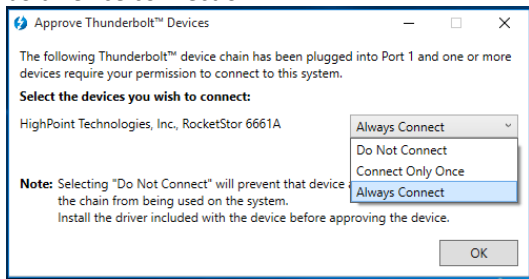 Approve Thunderbolt™ Devices
The following Thunderbolt™ device chain has been plugged into Port 1 and one or more
devices require your permission to connect to this system.
Select the devices you wish to connect:
HighPoint Technologies, Inc., RocketStor 6661A
Always Connect
Do Not Connect
Connect Only Once
Always Connect
Note: Selecting "Do Not Connect" will prevent that device
the chain from being used on the system.
Install the driver included with the device before approving the device.
OK